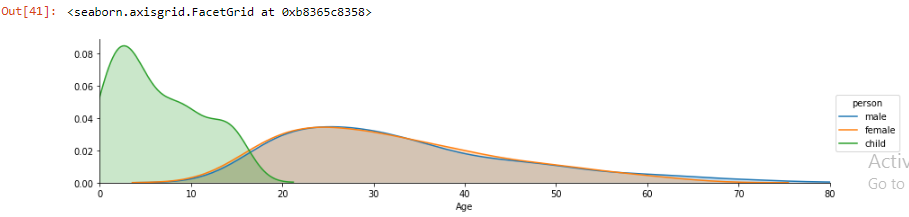 Out[41]: <seaborn.axisgrid.FacetGrid at 0xb8365c8358>
0.08
0.06
0.04
0.02
0.00
0 10 20 30 40 50 60 70 80
Age
person
male
female
child
Activ
Go to